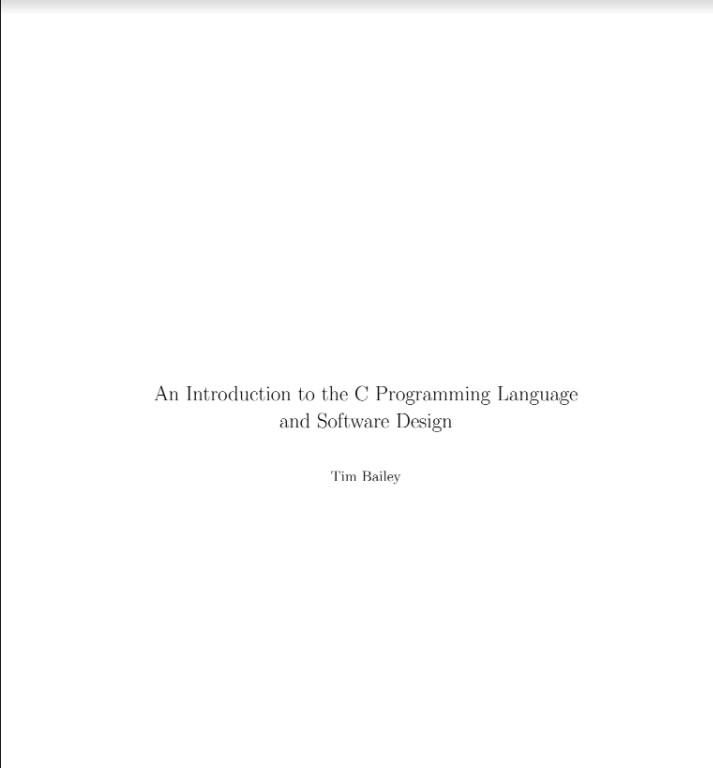 An Introduction to the C Programming Language
and Software Design
Tim Bailey